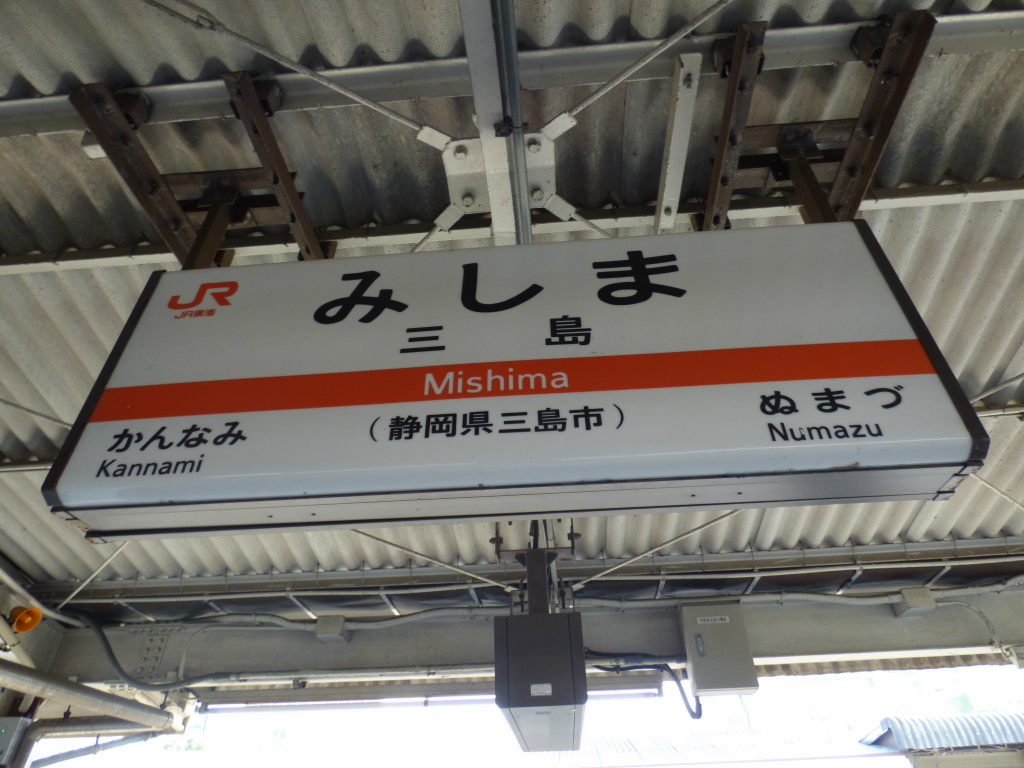 JR
JR東海
みしま
三島
Mishima
かんなみ
Kannami
(静岡県三島市)
ぬまづ
Numazu